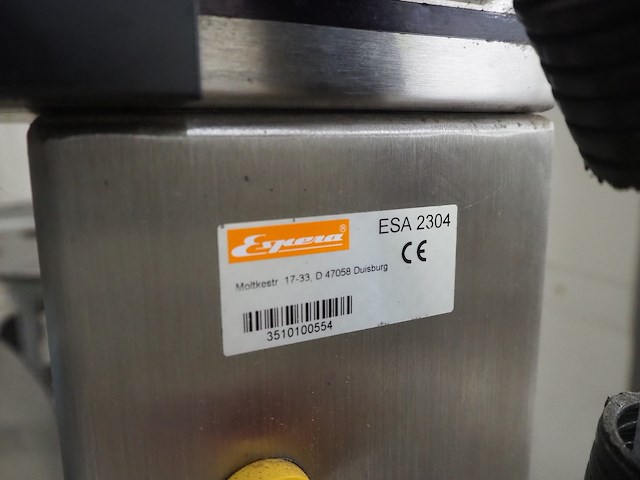 Espera®
ESA 2304
CE
Moltkestr 17-33, D 47058 Duisburg
3510100554